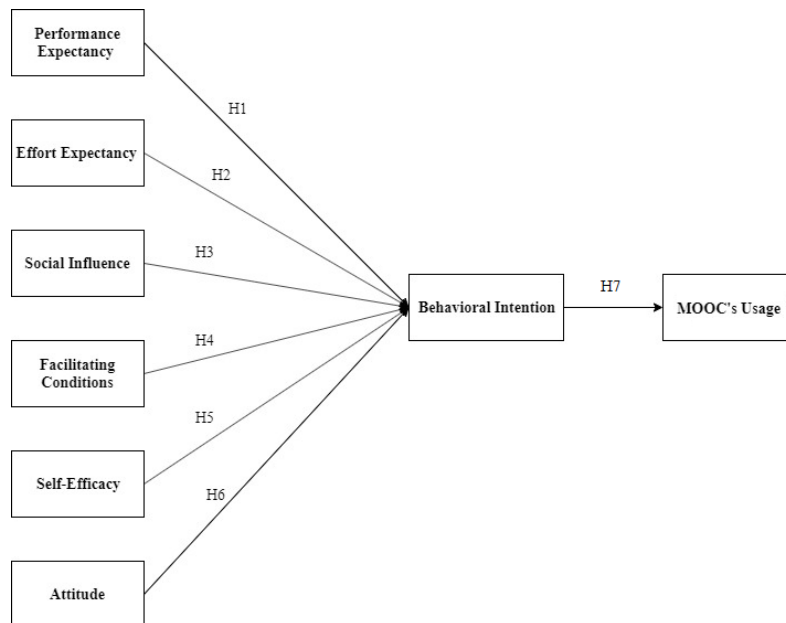 Performance
Expectancy
H1
Effort Expectancy
H2
Social Influence
H3
Behavioral Intention
H7
MOOC's Usage
H4
Facilitating
Conditions
H5
Self-Efficacy
H6
Attitude